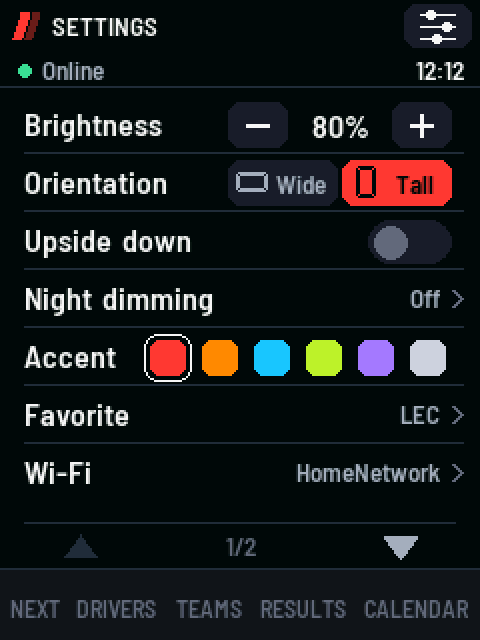 SETTINGS
Online 12:12
Brightness − 80% +
Orientation Wide Tall
Upside down
Night dimming Off >
Accent
Favorite LEC >
Wi-Fi HomeNetwork >
1/2
NEXT DRIVERS TEAMS RESULTS CALENDAR